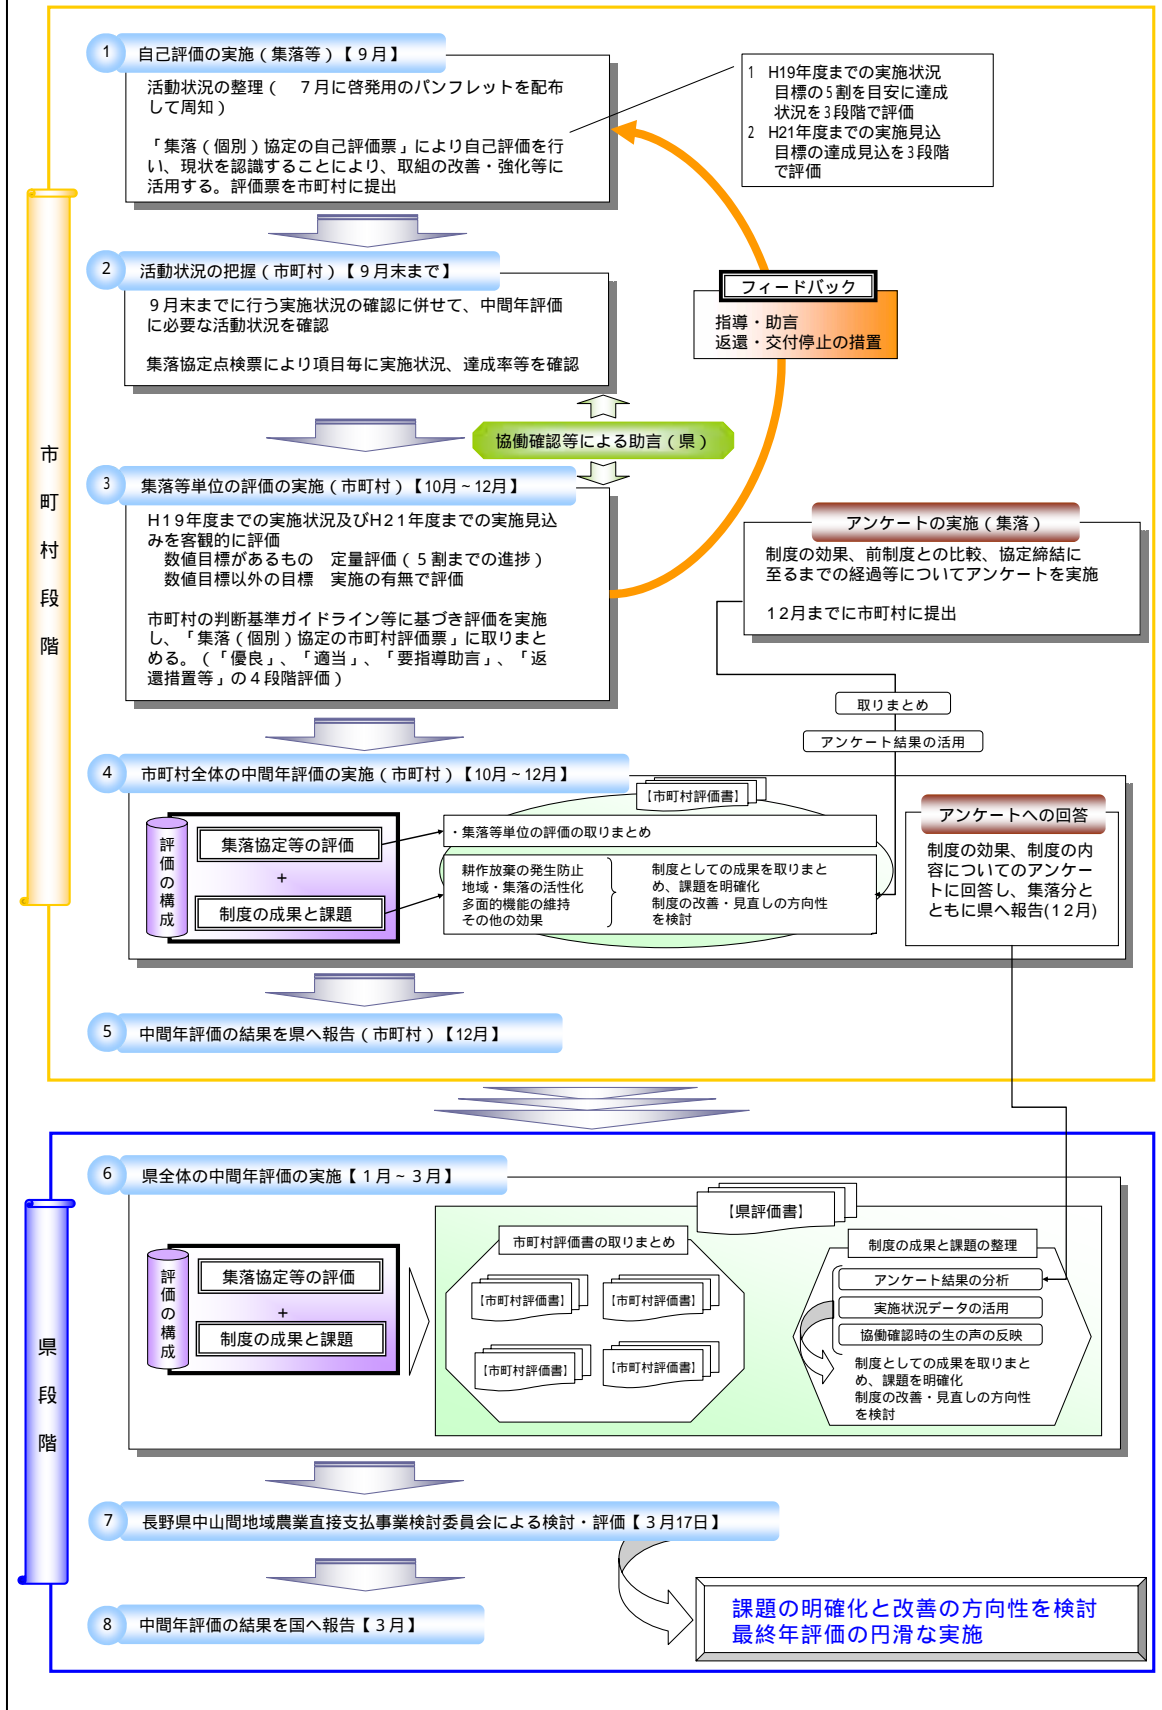 1 自己評価の実施(集落等)【9月】
活動状況の整理( 7月に啓発用のパンフレットを配布
して周知)
「集落(個別)協定の自己評価票」により自己評価を行
い、現状を認識することにより、取組の改善・強化等に
活用する。評価票を市町村に提出
1 H19年度までの実施状況
目標の5割を目安に達成
状況を3段階で評価
2 H21年度までの実施見込
目標の達成見込を3段階
で評価
市町村段階
2 活動状況の把握(市町村)【9月末まで】
9月末までに行う実施状況の確認に併せて、中間年評価
に必要な活動状況を確認
集落協定点検票により項目毎に実施状況、達成率等を確認
フィードバック
指導・助言
返還・交付停止の措置
協働確認等による助言(県)
3 集落等単位の評価の実施(市町村)【10月~12月】
H19年度までの実施状況及びH21年度までの実施見込
みを客観的に評価
数値目標があるもの 定量評価(5割までの進捗)
数値目標以外の目標 実施の有無で評価
市町村の判断基準ガイドライン等に基づき評価を実施
し、「集落(個別)協定の市町村評価票」に取りまと
める。(「優良」、「適当」、「要指導助言」、「返
還措置等」の4段階評価)
アンケートの実施(集落)
制度の効果、前制度との比較、協定締結に
至るまでの経過等についてアンケートを実施
12月までに市町村に提出
取りまとめ
アンケート結果の活用
4 市町村全体の中間年評価の実施(市町村)【10月~12月】
【市町村評価書】
評価の構成
集落協定等の評価
+
制度の成果と課題
・集落等単位の評価の取りまとめ
耕作放棄の発生防止
地域・集落の活性化
多面的機能の維持
その他の効果
制度としての成果を取りまと
め、課題を明確化
制度の改善・見直しの方向性
を検討
アンケートへの回答
制度の効果、制度の内
容についてのアンケー
トに回答し、集落分と
ともに県へ報告(12月)
5 中間年評価の結果を県へ報告(市町村)【12月】
県段階
6 県全体の中間年評価の実施【1月~3月】
評価の構成
集落協定等の評価
+
制度の成果と課題
【県評価書】
市町村評価書の取りまとめ
【市町村評価書】
【市町村評価書】
【市町村評価書】
【市町村評価書】
制度の成果と課題の整理
アンケート結果の分析
実施状況データの活用
協働確認時の生の声の反映
制度としての成果を取りまと
め、課題を明確化
制度の改善・見直しの方向性
を検討
7 長野県中山間地域農業直接支払事業検討委員会による検討・評価【3月17日】
8 中間年評価の結果を国へ報告【3月】
課題の明確化と改善の方向性を検討
最終年評価の円滑な実施